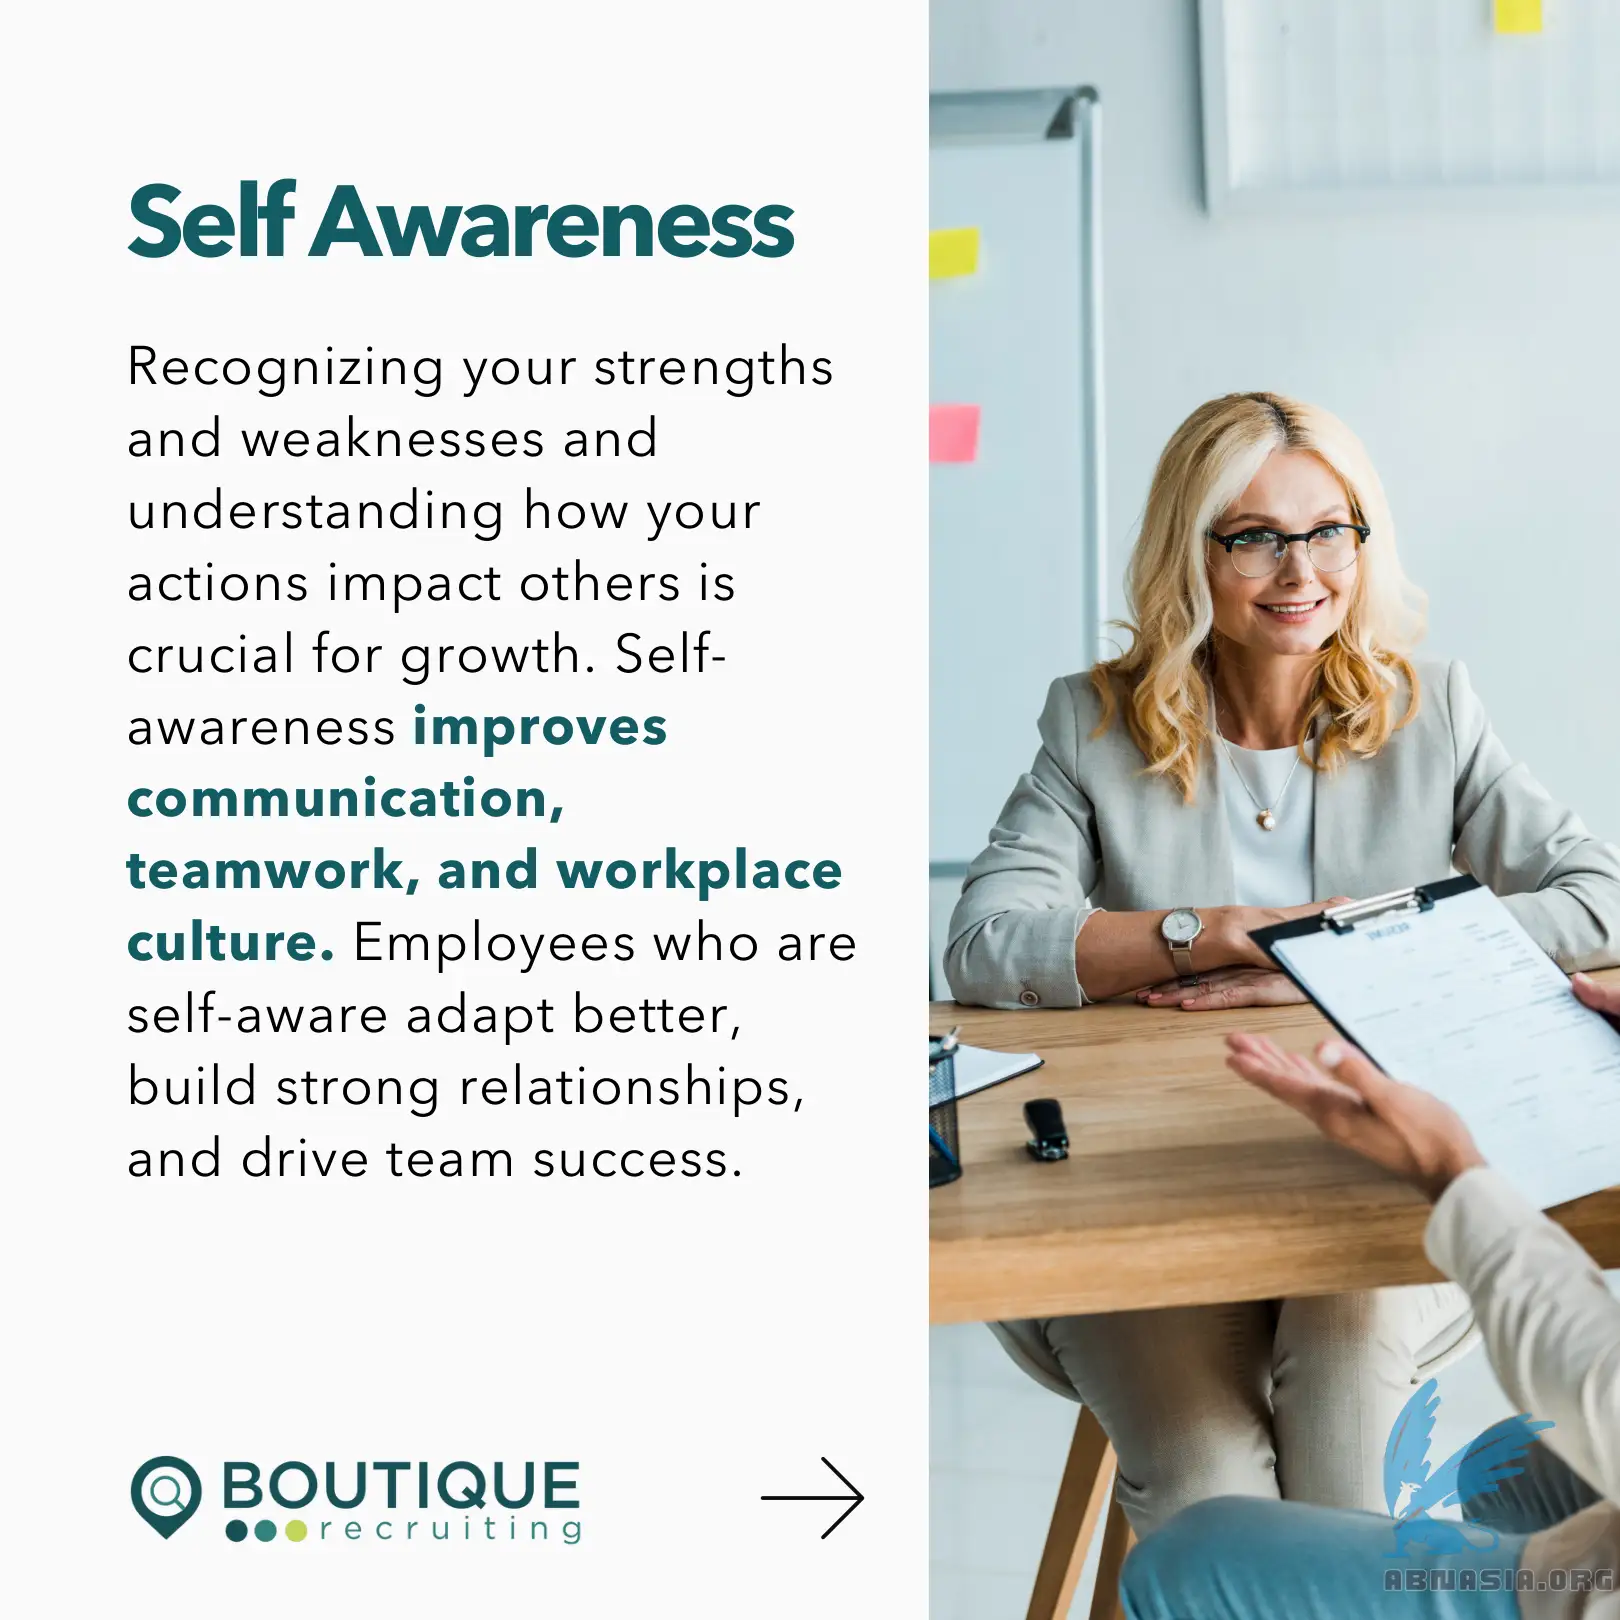 Self Awareness
Recognizing your strengths
and weaknesses and
understanding how your
actions impact others is
crucial for growth. Self-
awareness improves
communication,
teamwork, and workplace
culture. Employees who are
self-aware adapt better,
build strong relationships,
and drive team success.
BOUTIQUE
recruiting
RESUME
ABNASIA.ORG